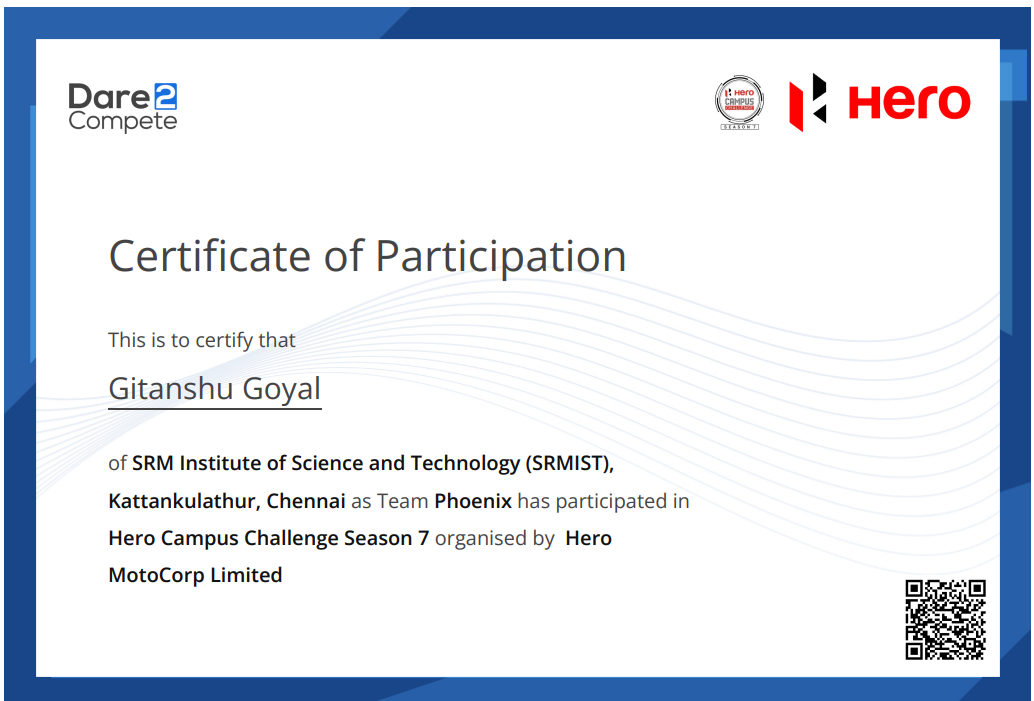 Dare2
Compete
HERO
CAMPUS
CHALLENGE
SEASON 7
Hero
Certificate of Participation
This is to certify that
Gitanshu Goyal
of SRM Institute of Science and Technology (SRMIST),
Kattankulathur, Chennai as Team Phoenix has participated in
Hero Campus Challenge Season 7 organised by Hero
MotoCorp Limited